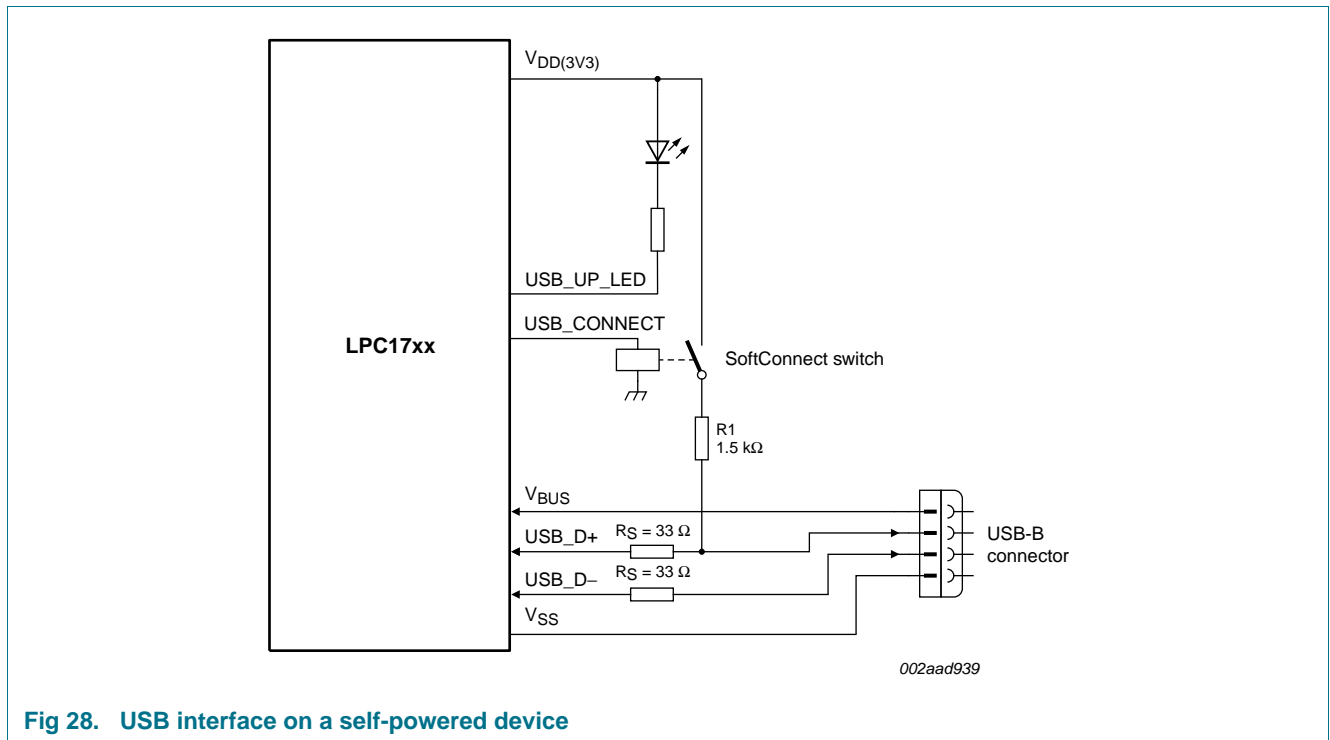 VDD(3V3)
USB_UP_LED
USB_CONNECT
LPC17xx
SoftConnect switch
R1
1.5 kΩ
VBUS
USB_D+
RS = 33 Ω
USB_D−
RS = 33 Ω
VSS
USB-B
connector
002aad939
Fig 28. USB interface on a self-powered device